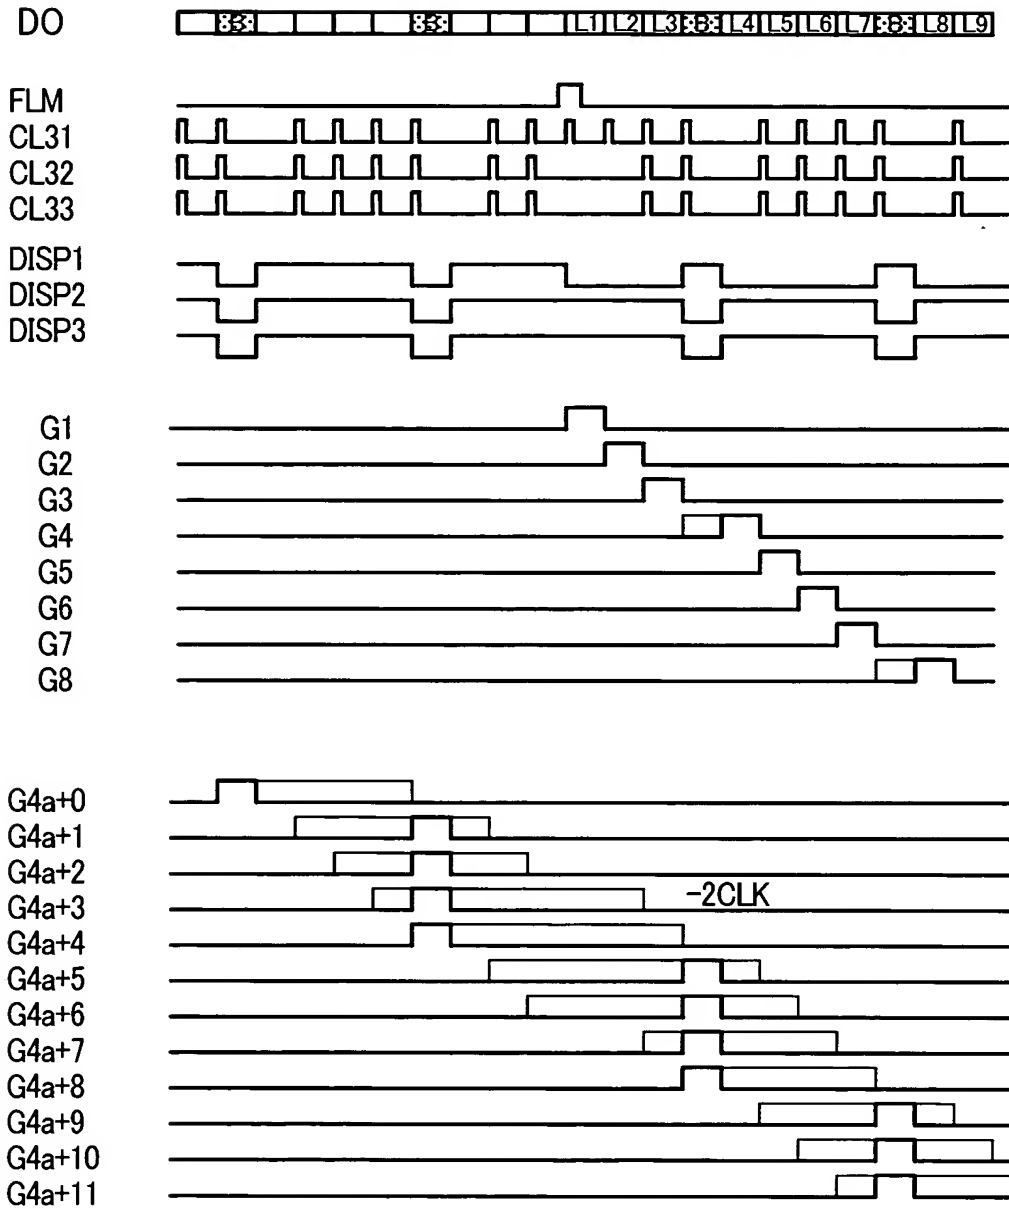 DO B B L1 L2 L3 B L4 L5 L6 L7 B L8 L9
FLM
CL31
CL32
CL33
DISP1
DISP2
DISP3
G1
G2
G3
G4
G5
G6
G7
G8
G4a+0
G4a+1
G4a+2
G4a+3 -2CLK
G4a+4
G4a+5
G4a+6
G4a+7
G4a+8
G4a+9
G4a+10
G4a+11